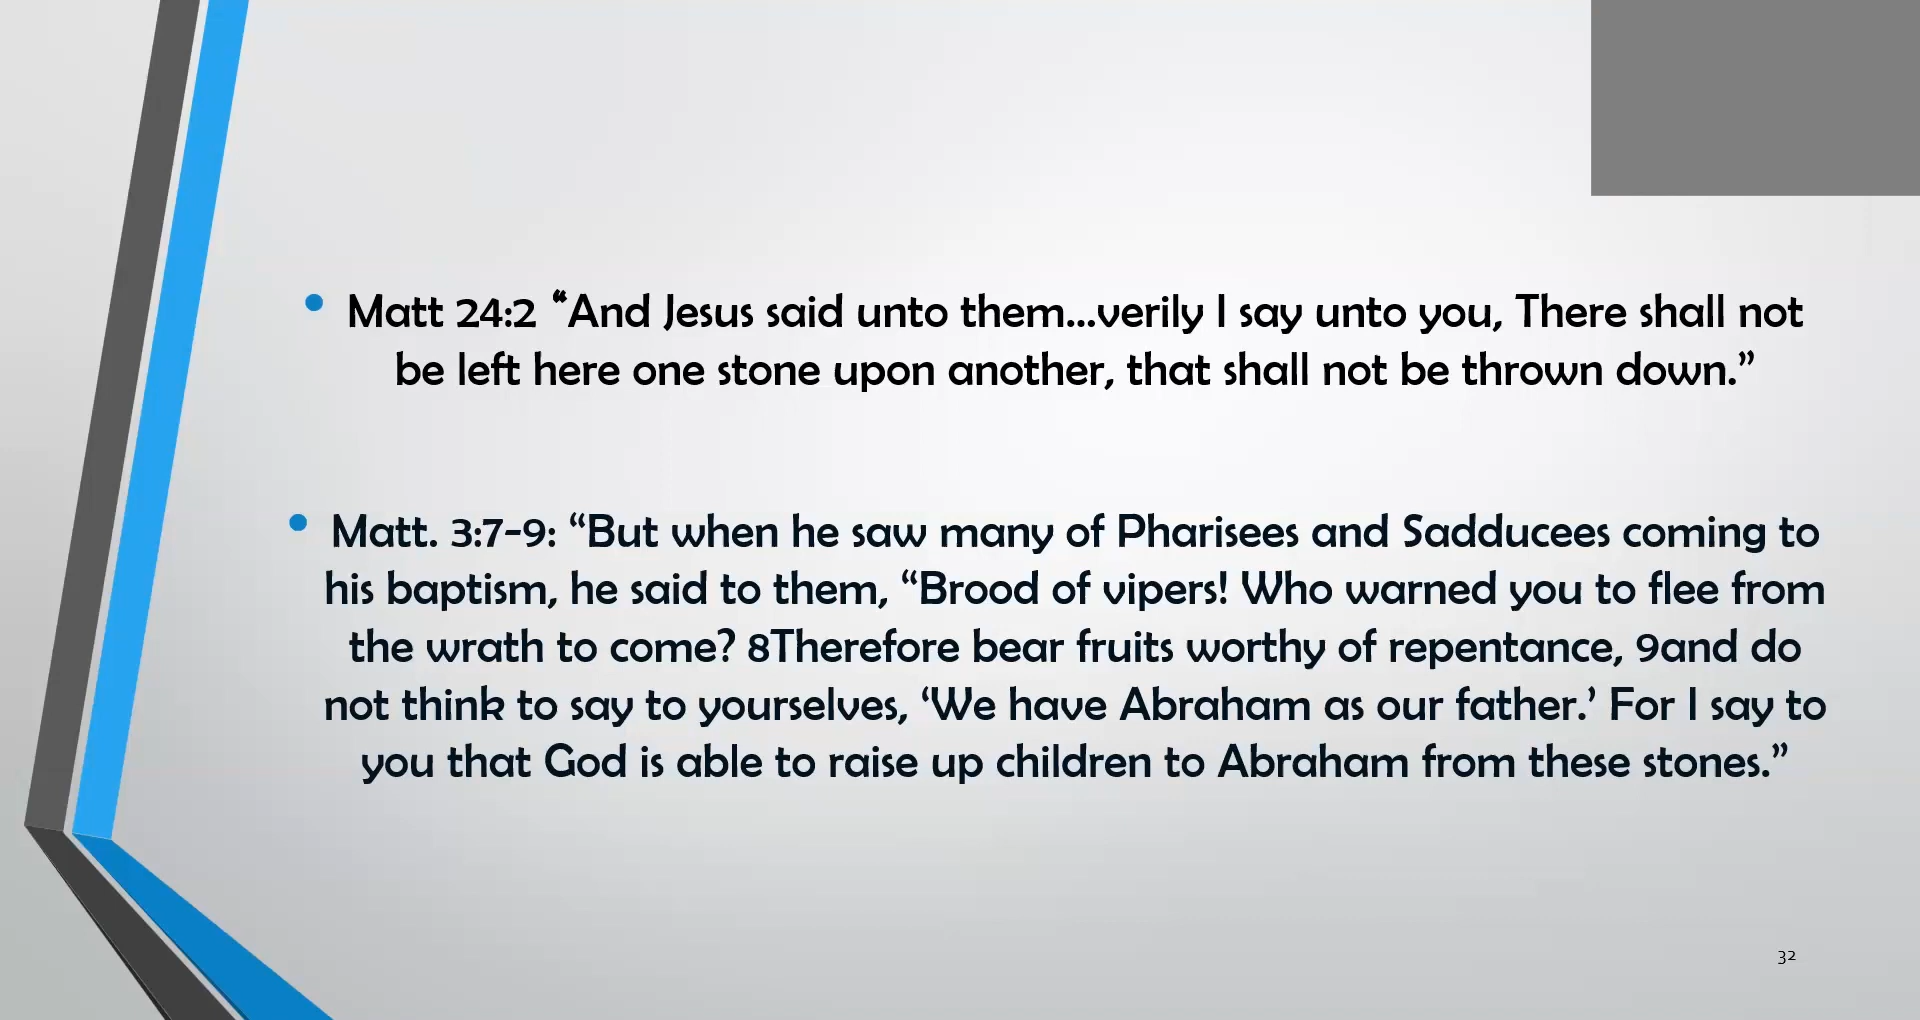 • Matt 24:2 “And Jesus said unto them...verily I say unto you, There shall not
be left here one stone upon another, that shall not be thrown down.”
• Matt. 3:7-9: “But when he saw many of Pharisees and Sadducees coming to
his baptism, he said to them, “Brood of vipers! Who warned you to flee from
the wrath to come? 8Therefore bear fruits worthy of repentance, 9and do
not think to say to yourselves, ‘We have Abraham as our father.’ For I say to
you that God is able to raise up children to Abraham from these stones.”
32